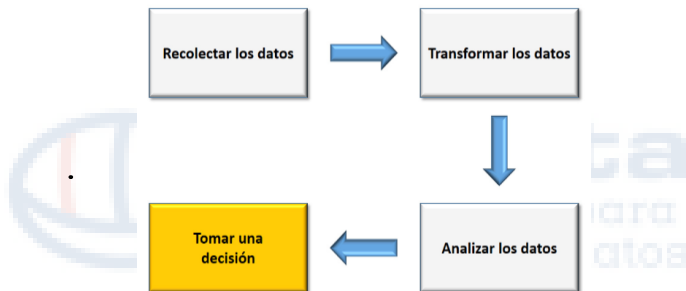 Recolectar los datos
Transformar los datos
Analizar los datos
Tomar una
decisión